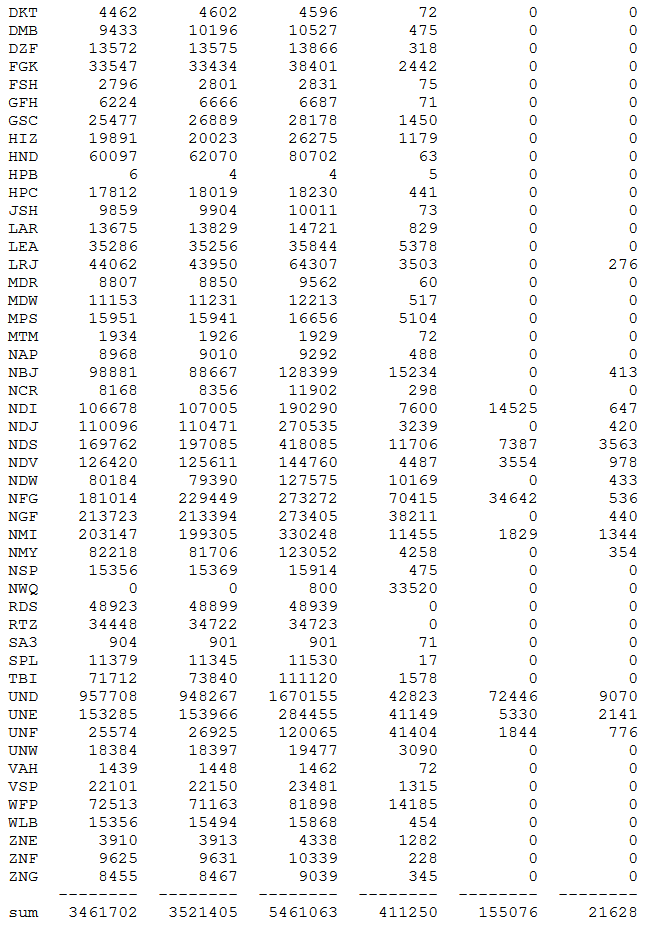 DKT 4462 4602 4596 72 0 0
DMB 9433 10196 10527 475 0 0
DZF 13572 13575 13866 318 0 0
FGK 33547 33434 38401 2442 0 0
FSH 2796 2801 2831 75 0 0
GFH 6224 6666 6687 71 0 0
GSC 25477 26889 28178 1450 0 0
HIZ 19891 20023 26275 1179 0 0
HND 60097 62070 80702 63 0 0
HPB 6 4 4 5 0 0
HPC 17812 18019 18230 441 0 0
JSH 9859 9904 10011 73 0 0
LAR 13675 13829 14721 829 0 0
LEA 35286 35256 35844 5378 0 0
LRJ 44062 43950 64307 3503 0 276
MDR 8807 8850 9562 60 0 0
MDW 11153 11231 12213 517 0 0
MPS 15951 15941 16656 5104 0 0
MTM 1934 1926 1929 72 0 0
NAP 8968 9010 9292 488 0 0
NBJ 98881 88667 128399 15234 0 413
NCR 8168 8356 11902 298 0 0
NDI 106678 107005 190290 7600 14525 647
NDJ 110096 110471 270535 3239 0 420
NDS 169762 197085 418085 11706 7387 3563
NDV 126420 125611 144760 4487 3554 978
NDW 80184 79390 127575 10169 0 433
NFG 181014 229449 273272 70415 34642 536
NGF 213723 213394 273405 38211 0 440
NMI 203147 199305 330248 11455 1829 1344
NMY 82218 81706 123052 4258 0 354
NSP 15356 15369 15914 475 0 0
NWQ 0 0 800 33520 0 0
RDS 48923 48899 48939 0 0 0
RTZ 34448 34722 34723 0 0 0
SA3 904 901 901 71 0 0
SPL 11379 11345 11530 17 0 0
TBI 71712 73840 111120 1578 0 0
UND 957708 948267 1670155 42823 72446 9070
UNE 153285 153966 284455 41149 5330 2141
UNF 25574 26925 120065 41404 1844 776
UNW 18384 18397 19477 3090 0 0
VAH 1439 1448 1462 72 0 0
VSP 22101 22150 23481 1315 0 0
WFP 72513 71163 81898 14185 0 0
WLB 15356 15494 15868 454 0 0
ZNE 3910 3913 4338 1282 0 0
ZNF 9625 9631 10339 228 0 0
ZNG 8455 8467 9039 345 0 0
-------- -------- -------- -------- -------- --------
sum 3461702 3521405 5461063 411250 155076 21628